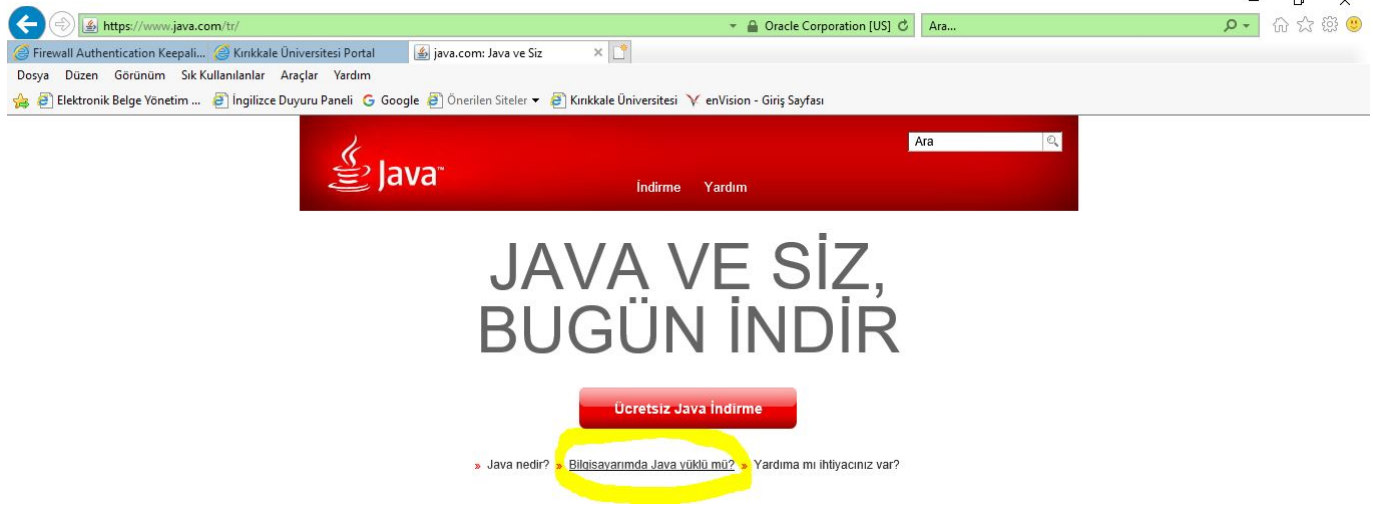 https://www.java.com/tr/ Oracle Corporation [US] Ara...
Firewall Authentication Keepali... Kırıkkale Üniversitesi Portal java.com: Java ve Siz
Dosya Düzen Görünüm Sık Kullanılanlar Araçlar Yardım
Elektronik Belge Yönetim ... İngilizce Duyuru Paneli Google Önerilen Siteler Kırıkkale Üniversitesi enVision - Giriş Sayfası
Ara
Java™
İndirme Yardım
JAVA VE SİZ,
BUGÜN İNDİR
Ücretsiz Java İndirme
» Java nedir? » Bilgisayarımda Java yüklü mü? » Yardıma mı ihtiyacınız var?